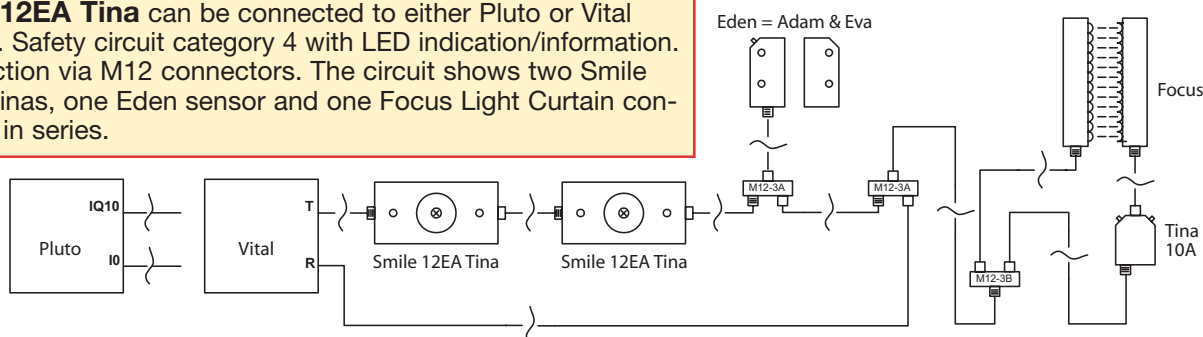 12EA Tina can be connected to either Pluto or Vital
. Safety circuit category 4 with LED indication/information.
ction via M12 connectors. The circuit shows two Smile
inas, one Eden sensor and one Focus Light Curtain con-
in series.
Eden = Adam & Eva
Focus
M12-3A
M12-3A
IQ10
T
Pluto
Vital
I0
R
Smile 12EA Tina
Smile 12EA Tina
Tina
10A
M12-3B